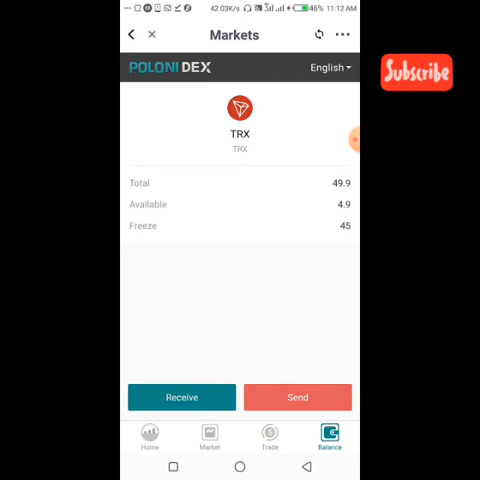 42.03K/s 46% 11:12 AM
Markets
POLONI DEX English
TRX
TRX
Total 49.9
Available 4.9
Freeze 45
Receive Send
Home Market Trade Balance
Subscribe